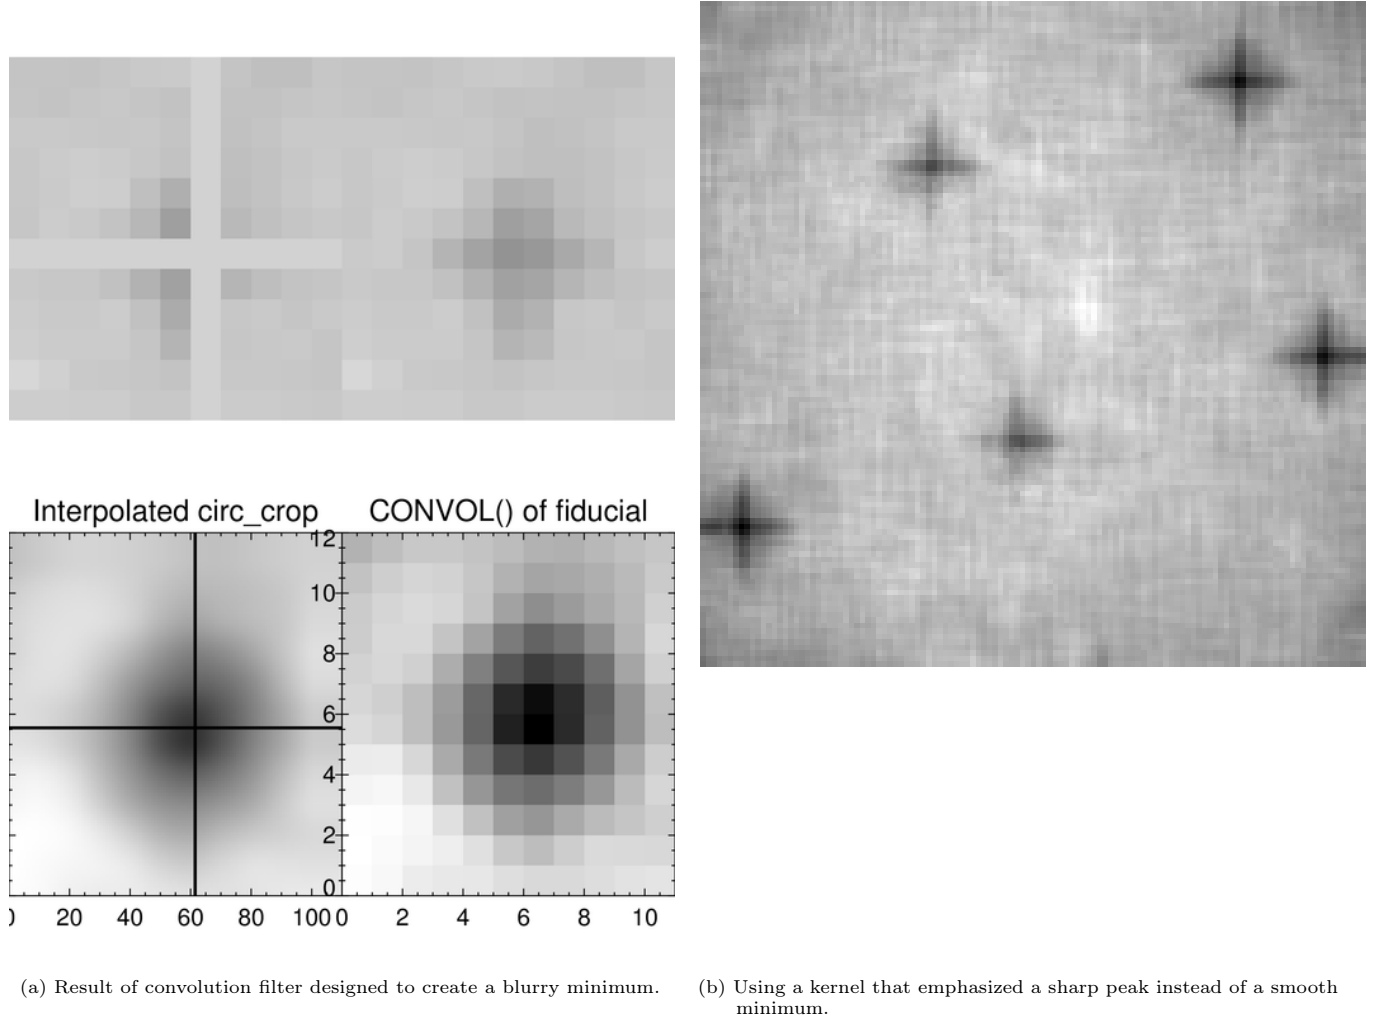 Interpolated circ_crop
CONVOL() of fiducial
12
10
8
6
4
2
0
0 20 40 60 80 100 0 2 4 6 8 10
(a) Result of convolution filter designed to create a blurry minimum.
(b) Using a kernel that emphasized a sharp peak instead of a smooth
minimum.